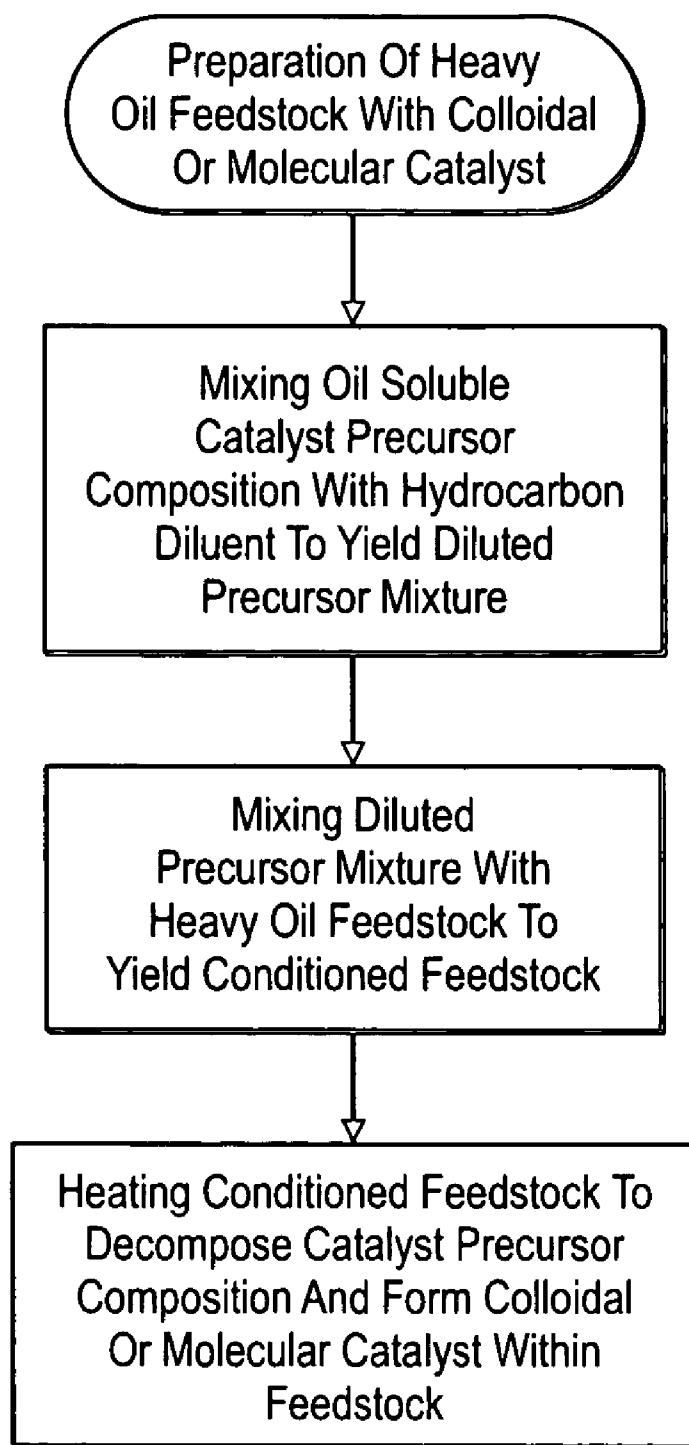 Preparation Of Heavy
Oil Feedstock With Colloidal
Or Molecular Catalyst
Mixing Oil Soluble
Catalyst Precursor
Composition With Hydrocarbon
Diluent To Yield Diluted
Precursor Mixture
Mixing Diluted
Precursor Mixture With
Heavy Oil Feedstock To
Yield Conditioned Feedstock
Heating Conditioned Feedstock To
Decompose Catalyst Precursor
Composition And Form Colloidal
Or Molecular Catalyst Within
Feedstock